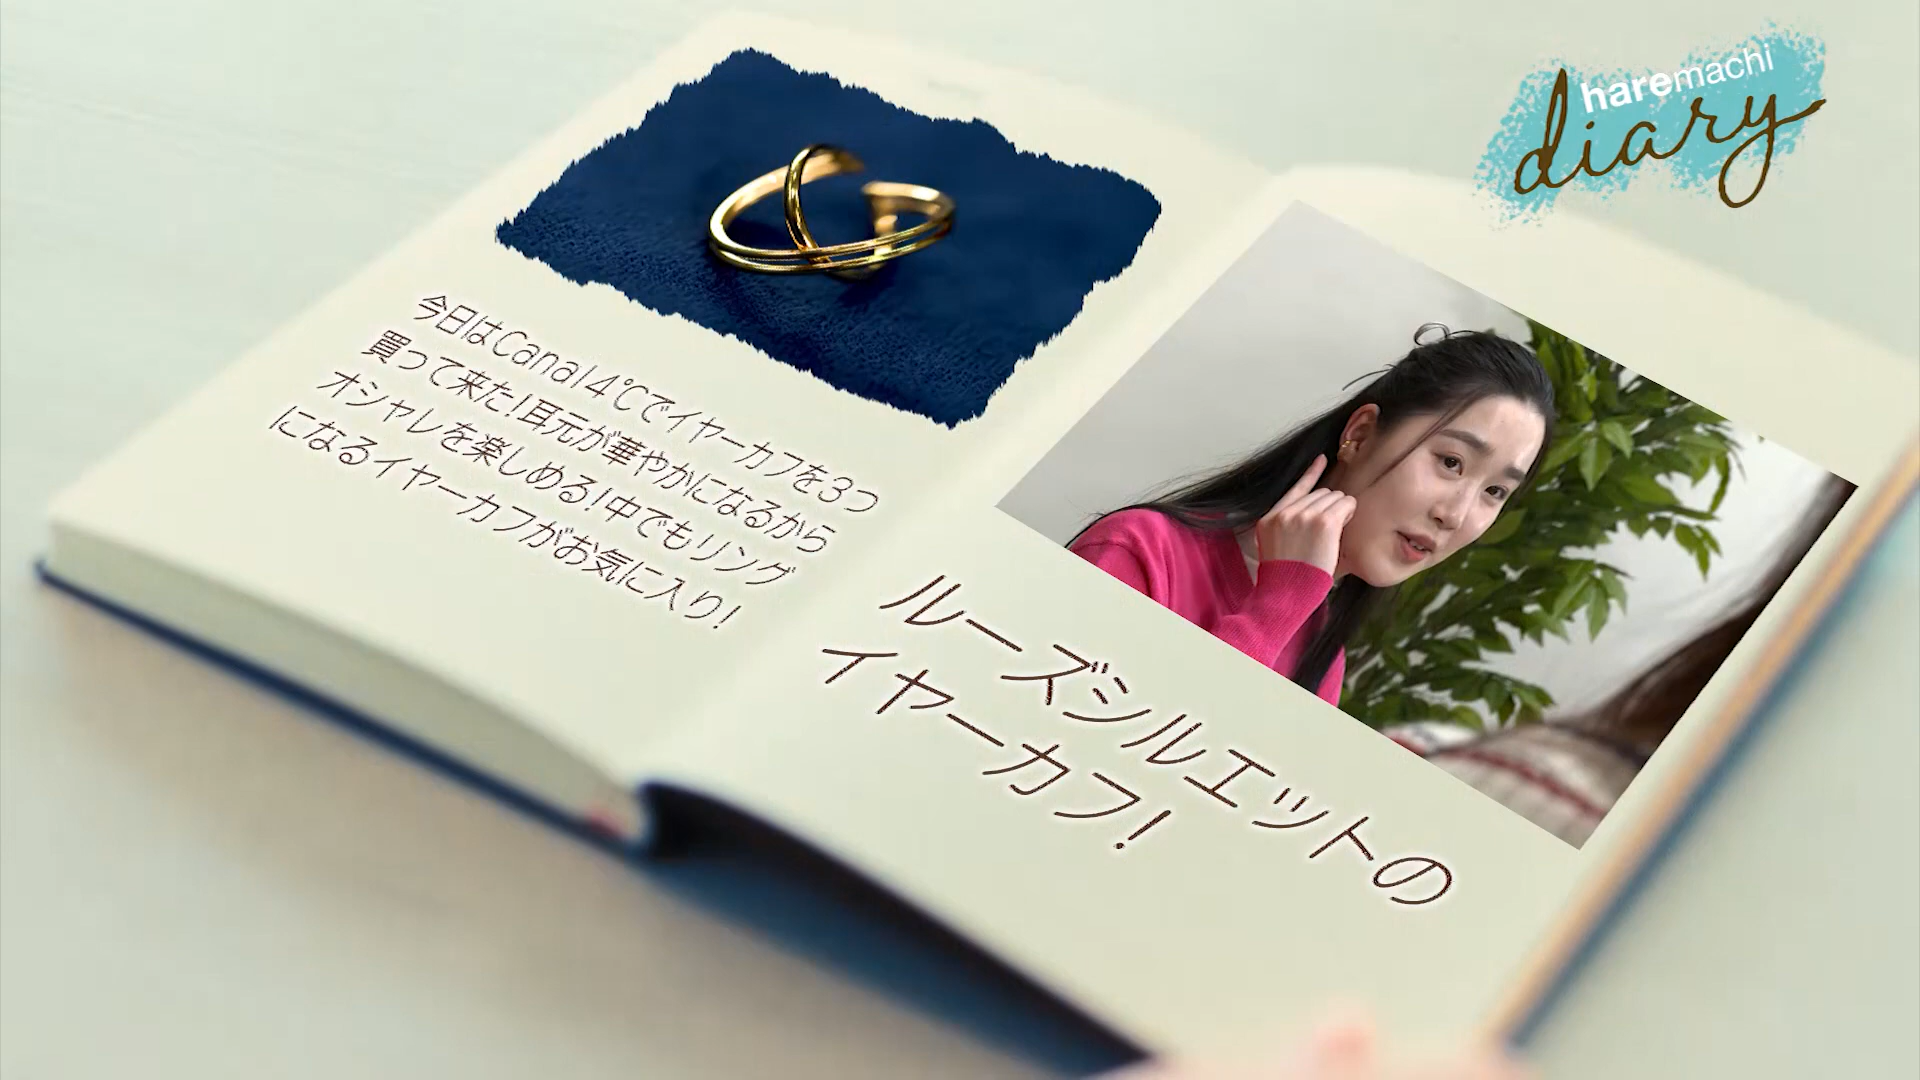 haremachi
diary
今日はCanal4℃でイヤーカフを3つ
買って来た!耳元が華やかになるから
オシャレを楽しめる!中でもリング
になるイヤーカフがお気に入り!
ルーズシルエットの
イヤーカフ!